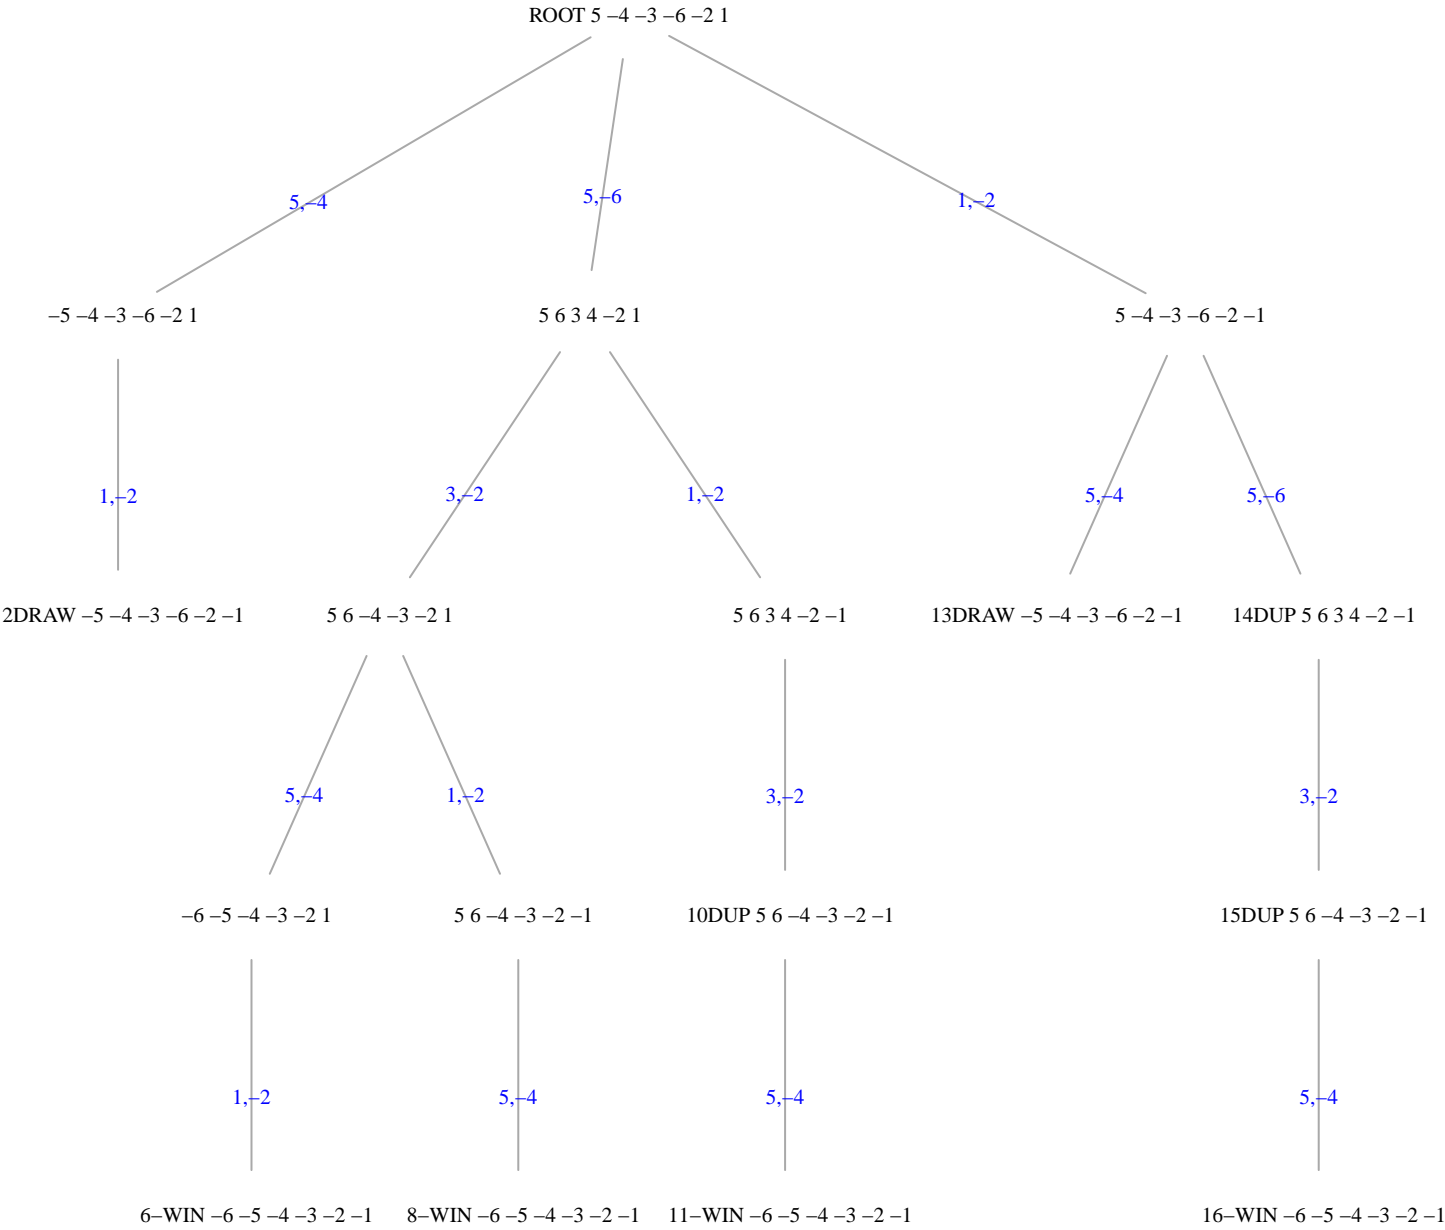 ROOT 5 –4 –3 –6 –2 1
5,–4
5,–6
1,–2
–5 –4 –3 –6 –2 1
5 6 3 4 –2 1
5 –4 –3 –6 –2 –1
1,–2
3,–2
1,–2
5,–4
5,–6
2DRAW –5 –4 –3 –6 –2 –1
5 6 –4 –3 –2 1
5 6 3 4 –2 –1
13DRAW –5 –4 –3 –6 –2 –1
14DUP 5 6 3 4 –2 –1
5,–4
1,–2
3,–2
3,–2
–6 –5 –4 –3 –2 1
5 6 –4 –3 –2 –1
10DUP 5 6 –4 –3 –2 –1
15DUP 5 6 –4 –3 –2 –1
1,–2
5,–4
5,–4
5,–4
6–WIN –6 –5 –4 –3 –2 –1
8–WIN –6 –5 –4 –3 –2 –1
11–WIN –6 –5 –4 –3 –2 –1
16–WIN –6 –5 –4 –3 –2 –1